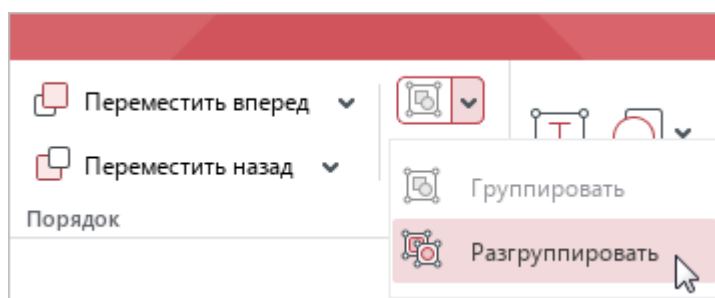 Переместить вперед
Переместить назад
Порядок
Группировать
Разгруппировать